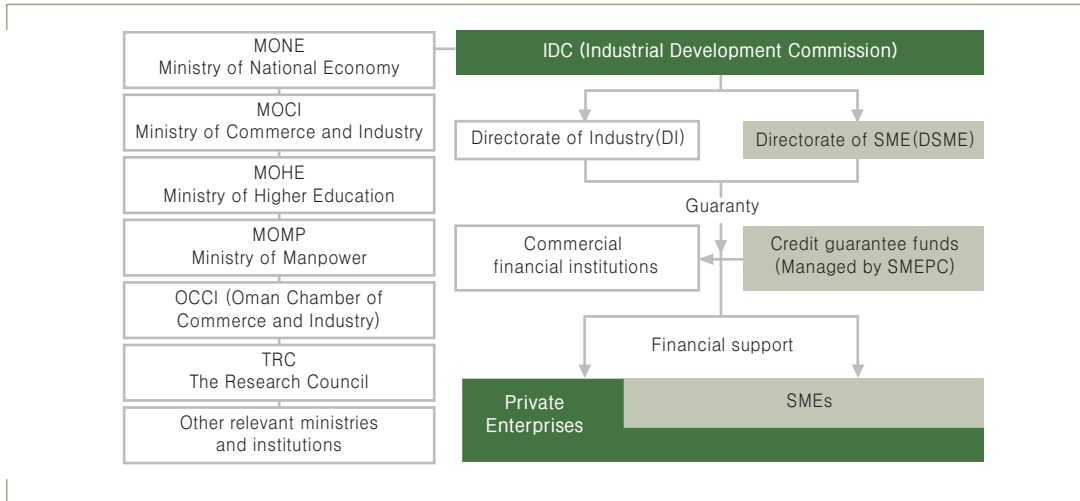 MONE
Ministry of National Economy
MOCI
Ministry of Commerce and Industry
MOHE
Ministry of Higher Education
MOMP
Ministry of Manpower
OCCI (Oman Chamber of
Commerce and Industry)
TRC
The Research Council
Other relevant ministries
and institutions
IDC (Industrial Development Commission)
Directorate of Industry(DI)
Directorate of SME(DSME)
Guaranty
Commercial
financial institutions
Credit guarantee funds
(Managed by SMEPC)
Financial support
Private
Enterprises
SMEs